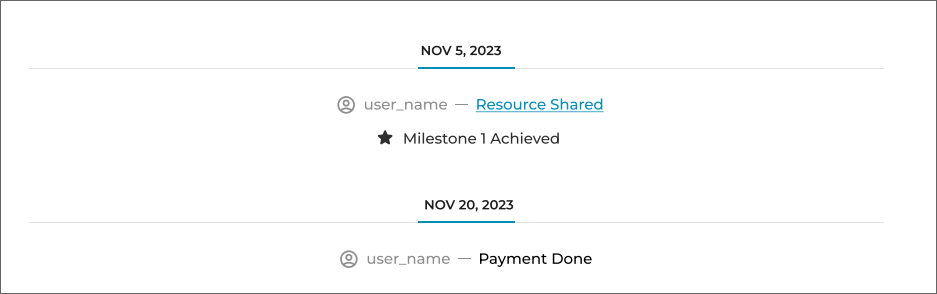 NOV 5, 2023
user_name — Resource Shared
Milestone 1 Achieved
NOV 20, 2023
user_name — Payment Done